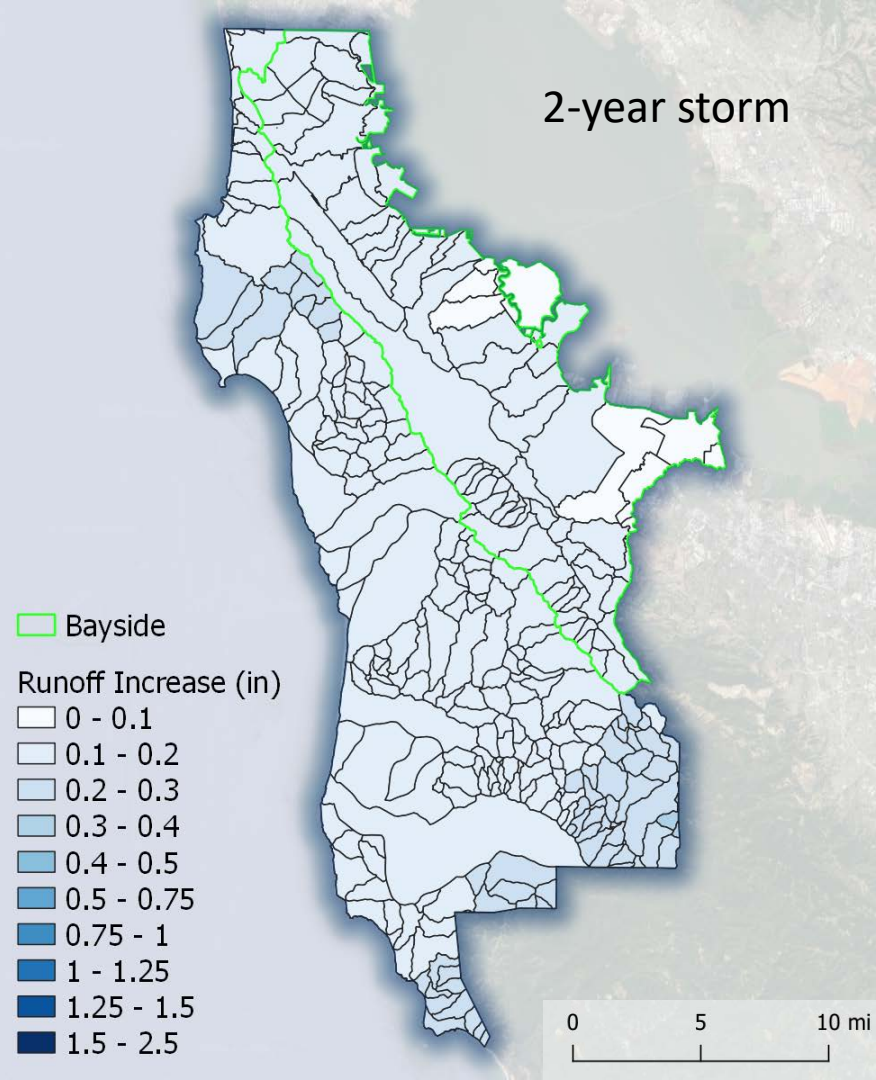 2-year storm
Bayside
Runoff Increase (in)
0 - 0.1
0.1 - 0.2
0.2 - 0.3
0.3 - 0.4
0.4 - 0.5
0.5 - 0.75
0.75 - 1
1 - 1.25
1.25 - 1.5
1.5 - 2.5
0 5 10 mi